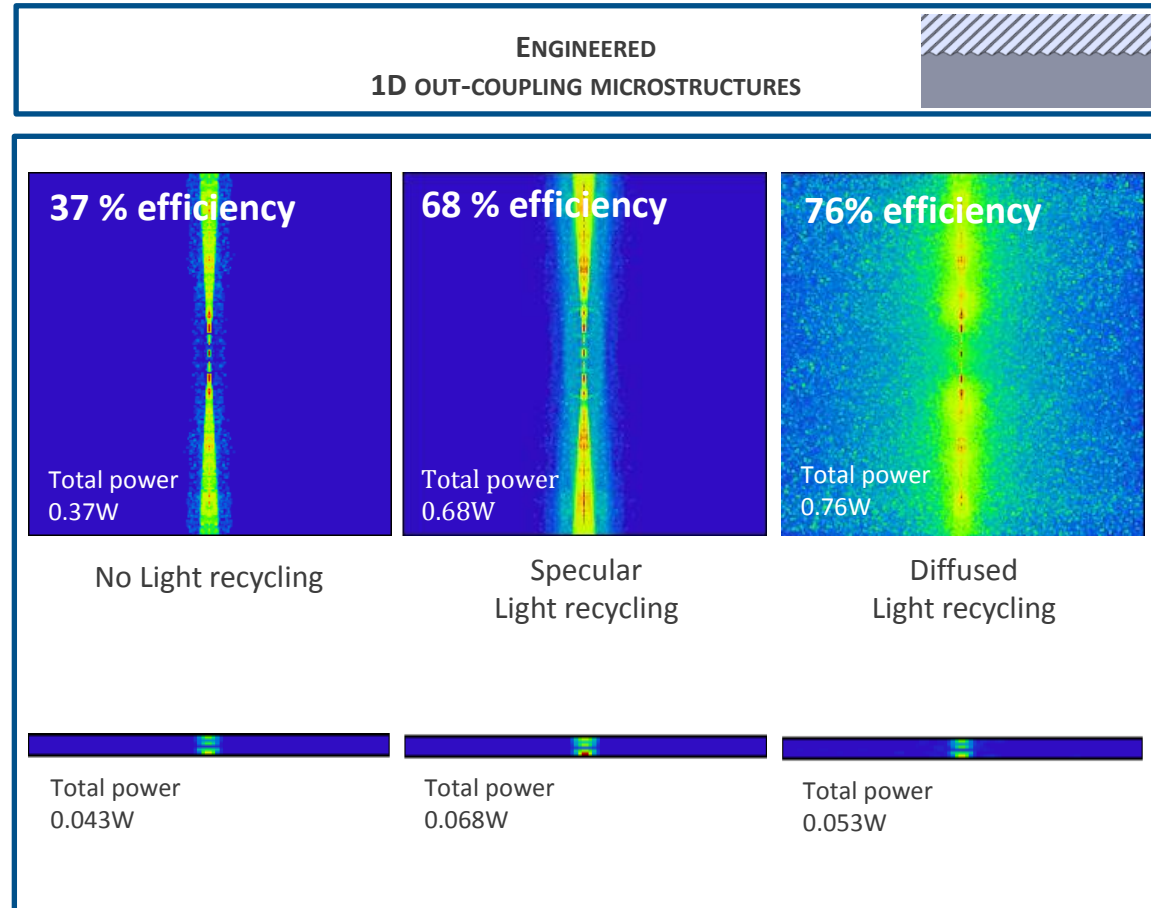 ENGINEERED
1D OUT-COUPLING MICROSTRUCTURES
37 % efficiency
Total power
0.37W
68 % efficiency
Total power
0.68W
76% efficiency
Total power
0.76W
No Light recycling
Specular
Light recycling
Diffused
Light recycling
Total power
0.043W
Total power
0.068W
Total power
0.053W